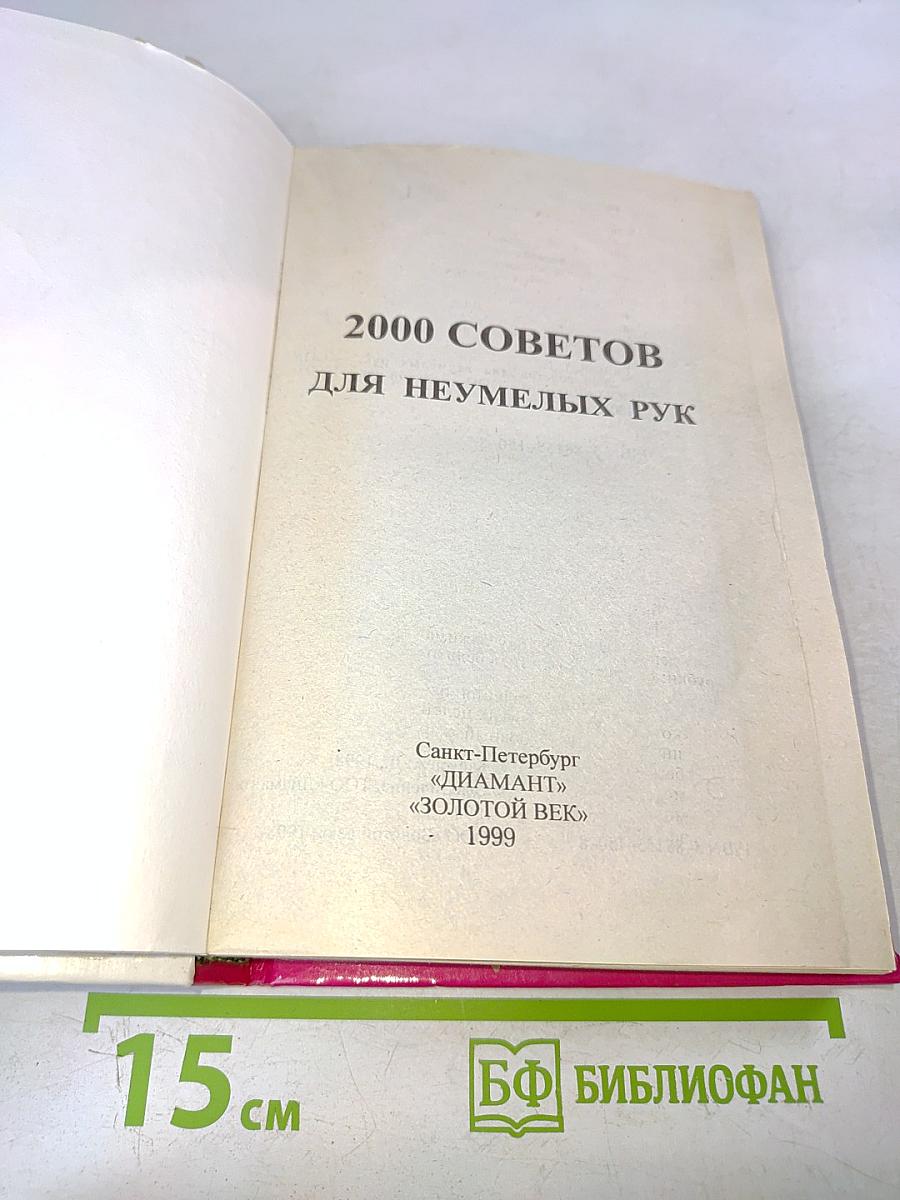 2000 СОВЕТОВ
ДЛЯ НЕУМЕЛЫХ РУК
Санкт-Петербург
«ДИАМАНТ»
«ЗОЛОТОЙ ВЕК»
1999
15 см
БФ БИБЛИОФАН